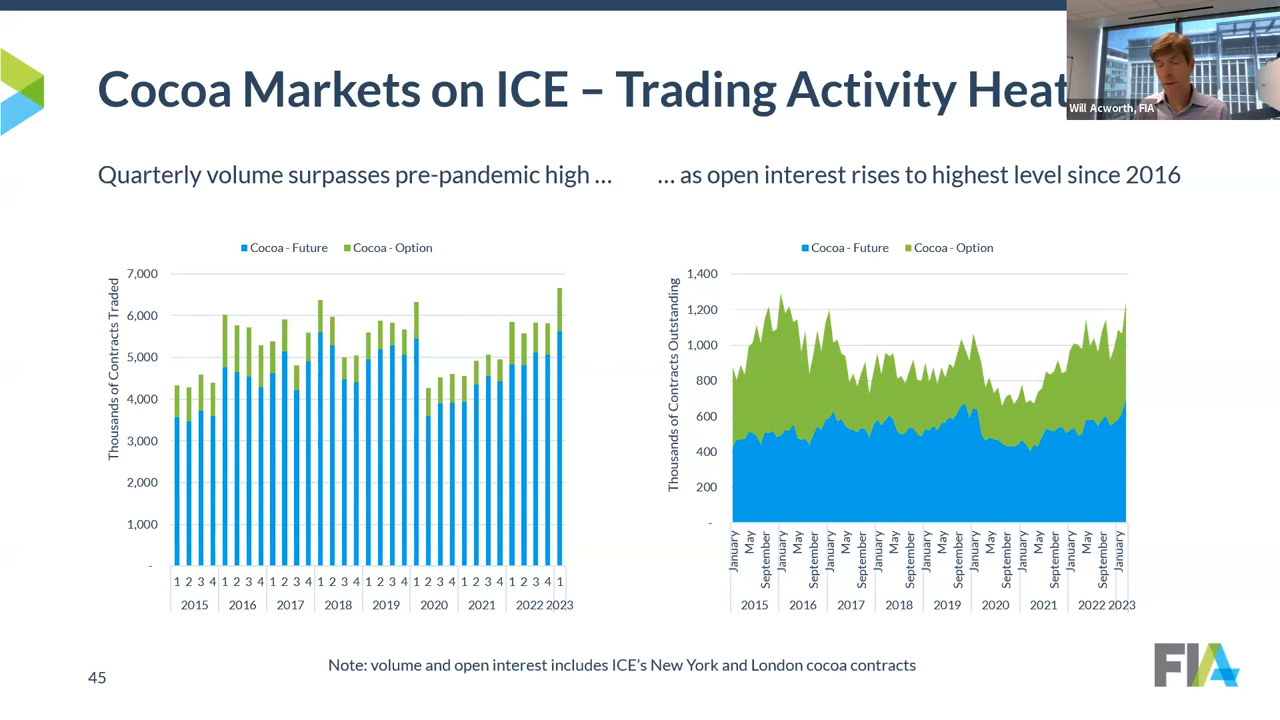 Cocoa Markets on ICE – Trading Activity Heat
Will Acworth, FIA
Quarterly volume surpasses pre-pandemic high ...
... as open interest rises to highest level since 2016
Cocoa - Future Cocoa - Option
Thousands of Contracts Traded
7,000
6,000
5,000
4,000
3,000
2,000
1,000
-
1 2 3 4 1 2 3 4 1 2 3 4 1 2 3 4 1 2 3 4 1 2 3 4 1 2 3 4 1 2 3 4 1
2015 2016 2017 2018 2019 2020 2021 2022 2023
Cocoa - Future Cocoa - Option
Thousands of Contracts Outstanding
1,400
1,200
1,000
800
600
400
200
-
January May September January May September January May September January May September January May September January May September January May September January May September January
2015 2016 2017 2018 2019 2020 2021 2022 2023
Note: volume and open interest includes ICE's New York and London cocoa contracts
45
FIA